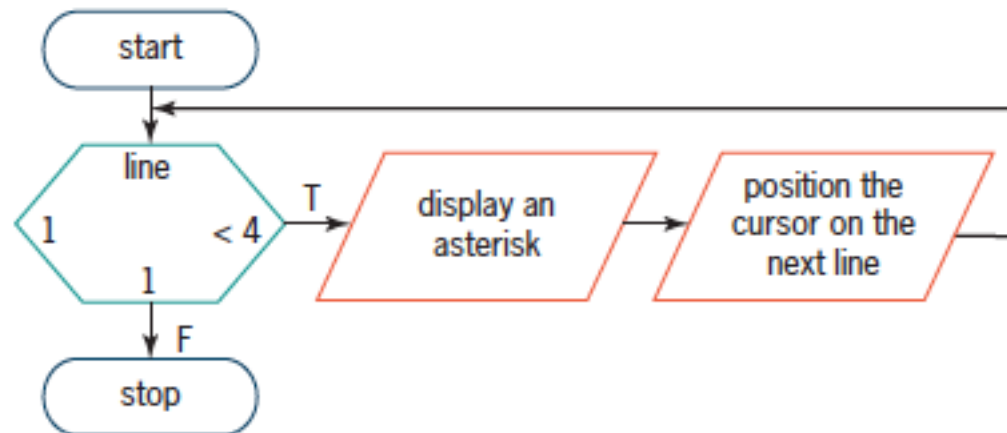 start
line
1
< 4
1
T
display an
asterisk
position the
cursor on the
next line
F
stop